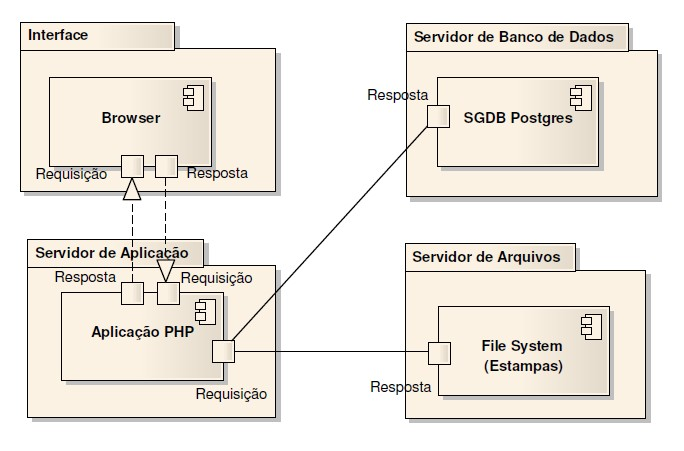 Interface
Browser
Requisição
Resposta
Servidor de Banco de Dados
Resposta
SGDB Postgres
Servidor de Aplicação
Resposta
Requisição
Aplicação PHP
Requisição
Servidor de Arquivos
File System
(Estampas)
Resposta